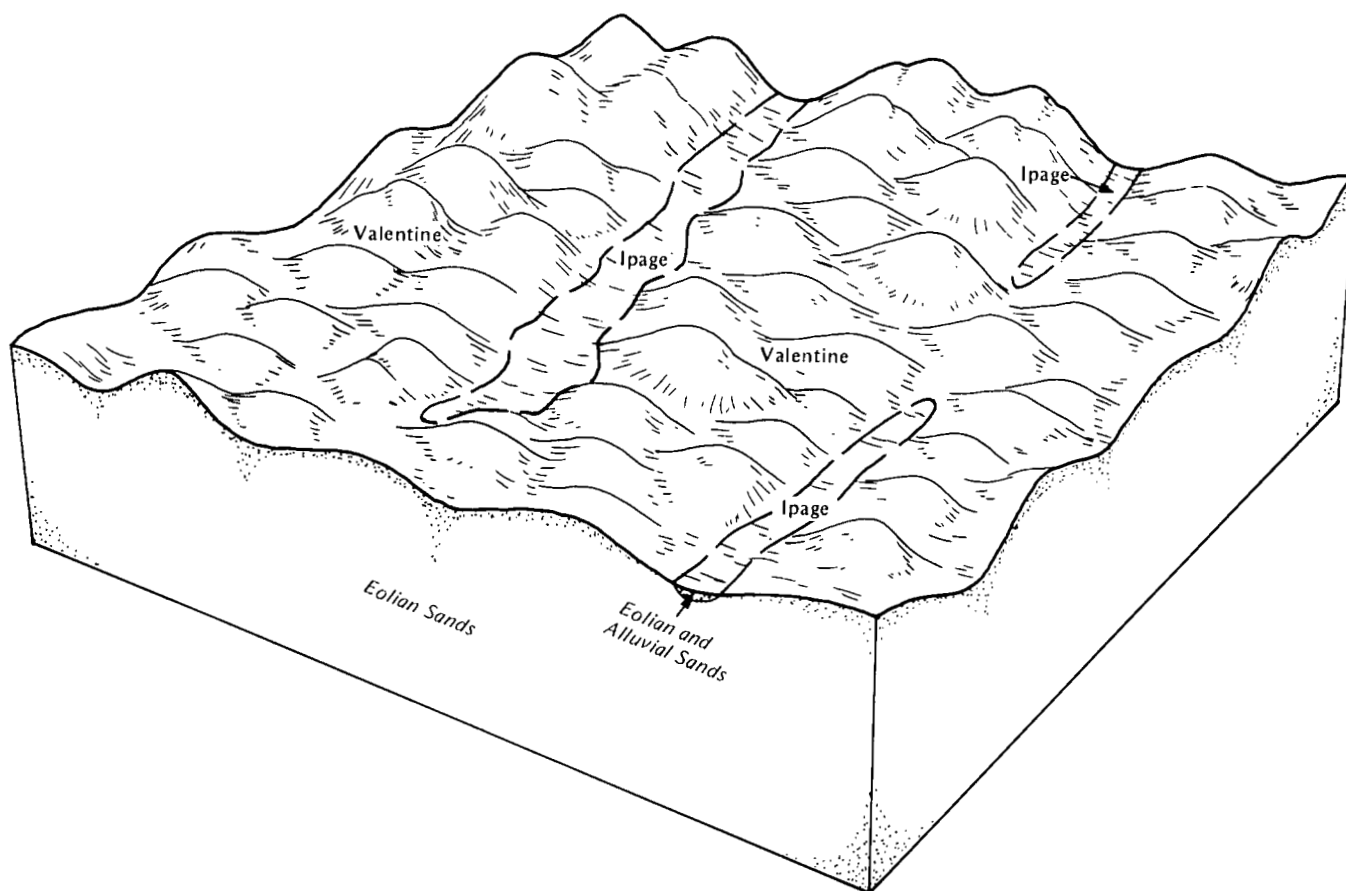 Ipage
Valentine
Ipage
Valentine
Ipage
Eolian Sands
Eolian and
Alluvial Sands